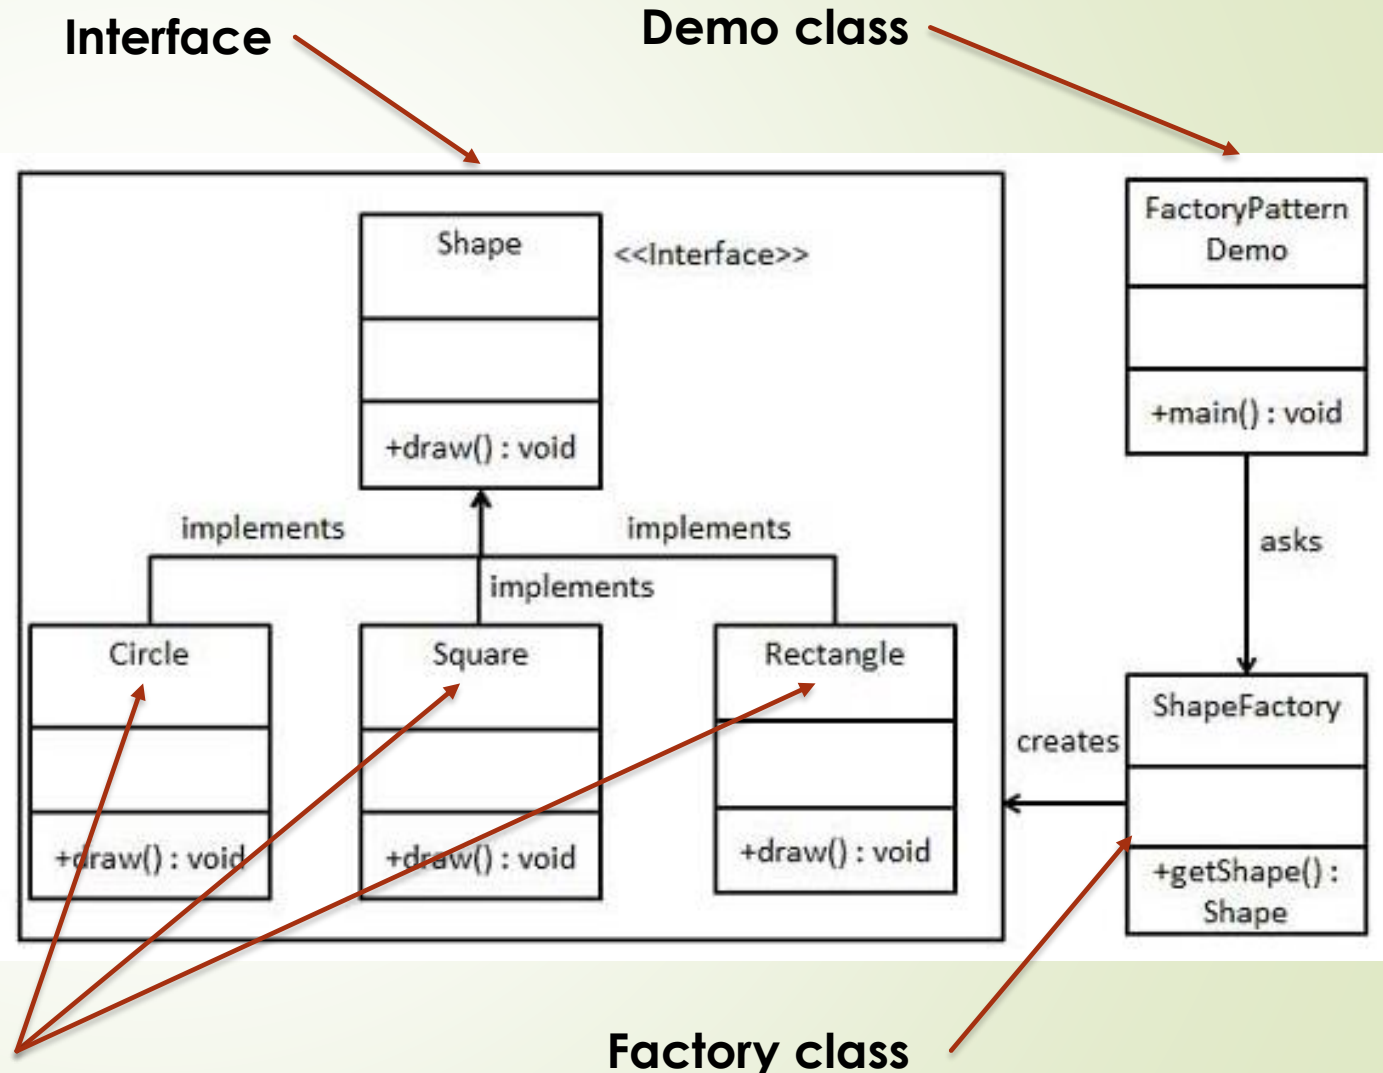 Interface
Demo class
Shape
<<Interface>>
+draw() : void
FactoryPattern
Demo
+main() : void
implements
implements
implements
asks
Circle
+draw() : void
Square
+draw() : void
Rectangle
+draw() : void
creates
ShapeFactory
+getShape() :
Shape
Factory class